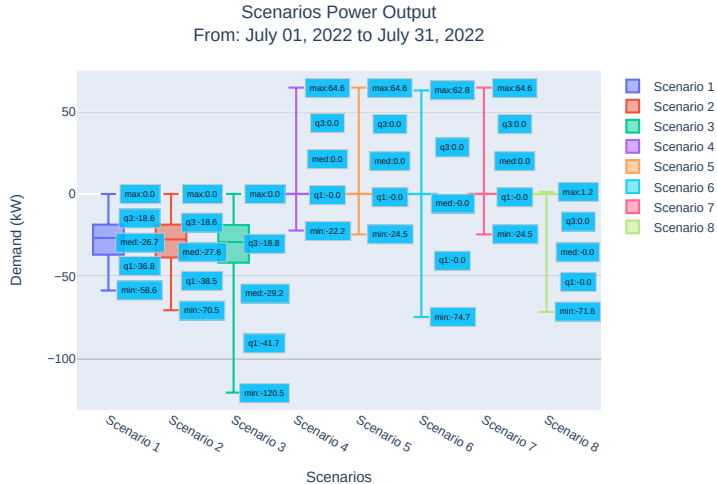 Scenarios Power Output
From: July 01, 2022 to July 31, 2022
Demand (kW)
50
0
−50
−100
max:0.0
q3:-18.6
med:-26.7
q1:-36.8
min:-58.6
max:0.0
q3:-18.6
med:-27.6
q1:-38.5
min:-70.5
max:0.0
q3:-18.8
med:-29.2
q1:-41.7
min:-120.5
max:64.6
q3:0.0
med:0.0
q1:-0.0
min:-22.2
max:64.6
q3:0.0
med:0.0
q1:-0.0
min:-24.5
max:62.8
q3:0.0
med:-0.0
q1:-0.0
min:-74.7
max:64.6
q3:0.0
med:0.0
q1:-0.0
min:-24.5
max:1.2
q3:0.0
med:-0.0
q1:-0.0
min:-71.6
Scenario 1
Scenario 2
Scenario 3
Scenario 4
Scenario 5
Scenario 6
Scenario 7
Scenario 8
Scenarios
Scenario 1
Scenario 2
Scenario 3
Scenario 4
Scenario 5
Scenario 6
Scenario 7
Scenario 8